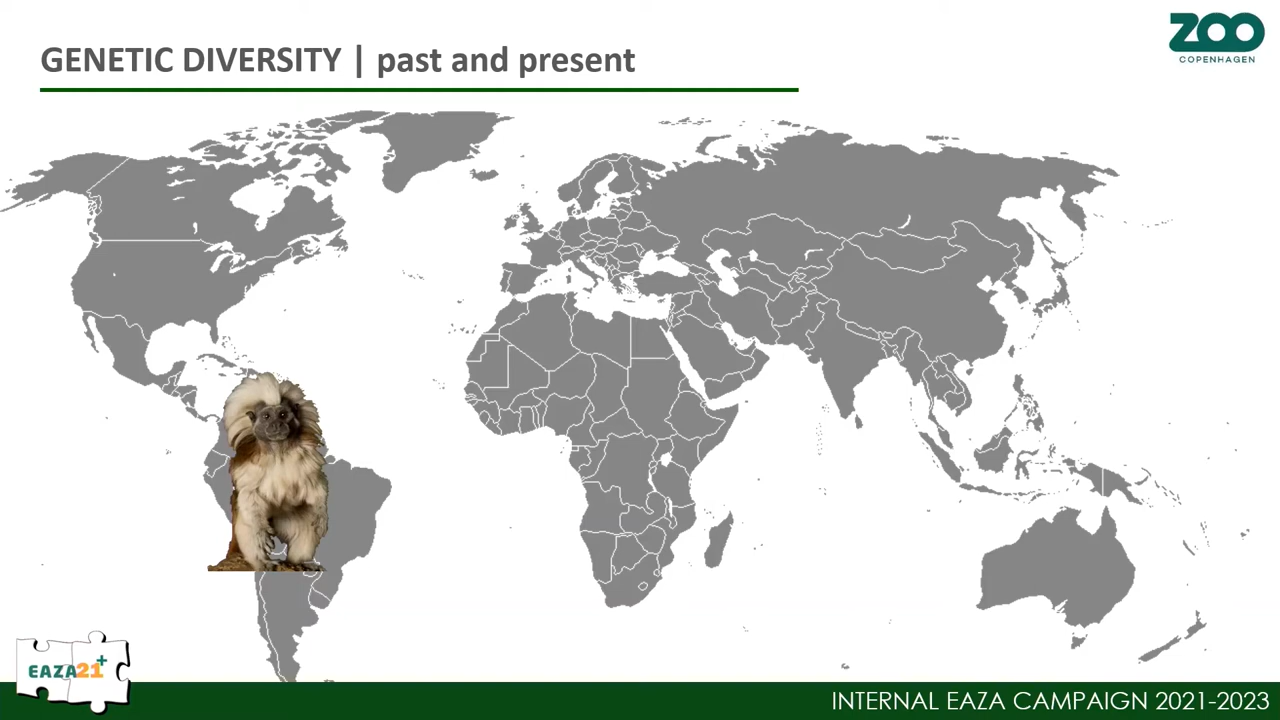 GENETIC DIVERSITY | past and present
ZOO
COPENHAGEN
EAZA21+
INTERNAL EAZA CAMPAIGN 2021-2023